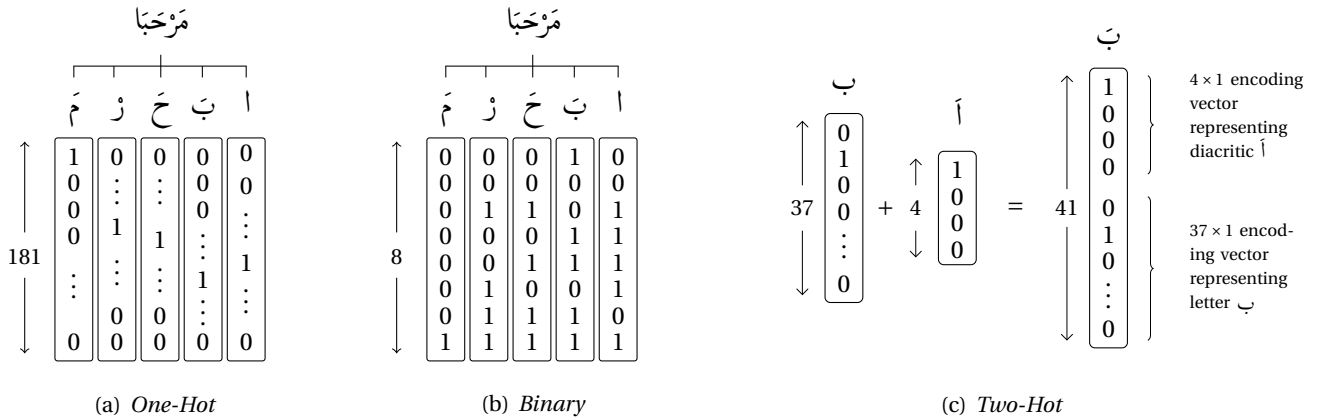 مَرْحَبَا
مَ رْ حَ بَ ا
1 0 0 0 0
0 ⋮ ⋮ 0 0
0 1 0 ⋮
0 1 ⋮
181 ⋮ ⋮ ⋮ 1 1
0 0 ⋮ ⋮
0 0 0 0 0
(a) One-Hot
مَرْحَبَا
مَ رْ حَ بَ ا
0 0 0 1 0
0 0 0 0 0
0 1 1 0 1
0 0 0 1 1
8 0 0 1 1 1
0 1 1 0 1
0 1 1 1 0
1 1 1 1 1
(b) Binary
ب
37
0
1
0
0
⋮
0
+
أَ
4
1
0
0
0
=
بَ
41
1
0
0
0
0
1
0
⋮
0
4 × 1 encoding
vector
representing
diacritic أَ
37 × 1 encod-
ing vector
representing
letter ب
(c) Two-Hot